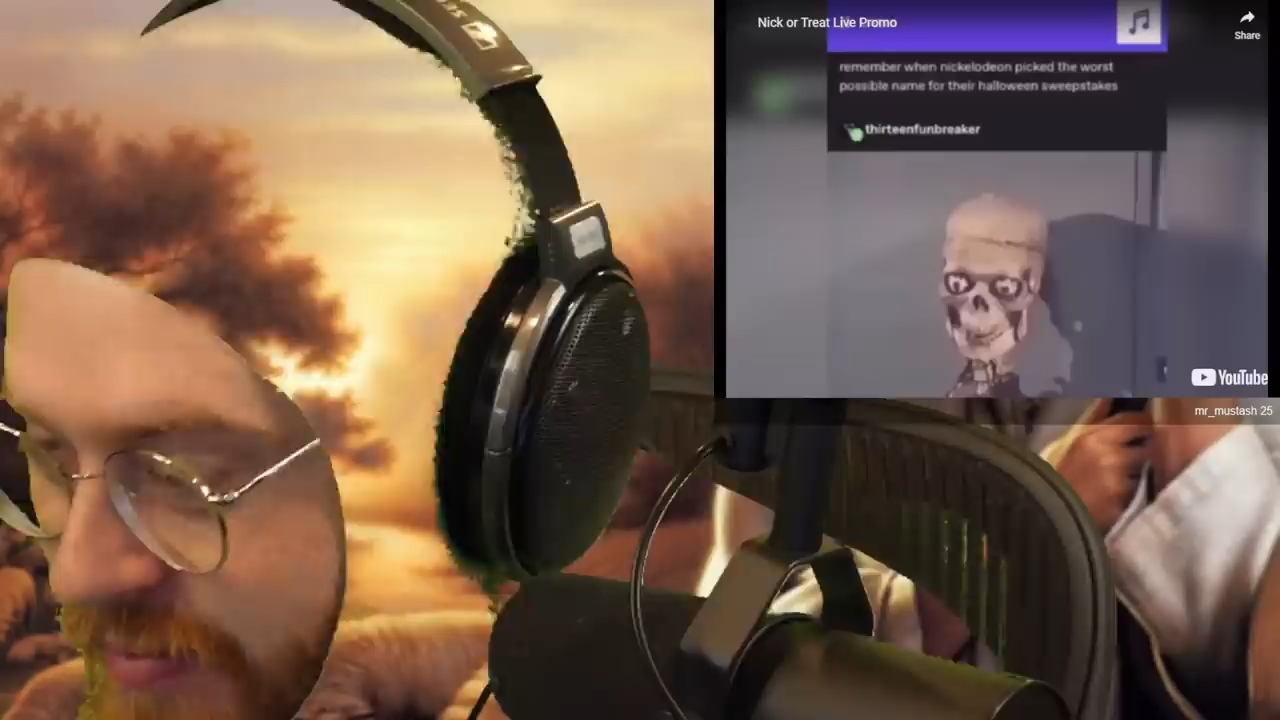 Nick or Treat Live Promo
Share
remember when nickelodeon picked the worst
possible name for their halloween sweepstakes
thirteenfunbreaker
YouTube
mr_mustash 25